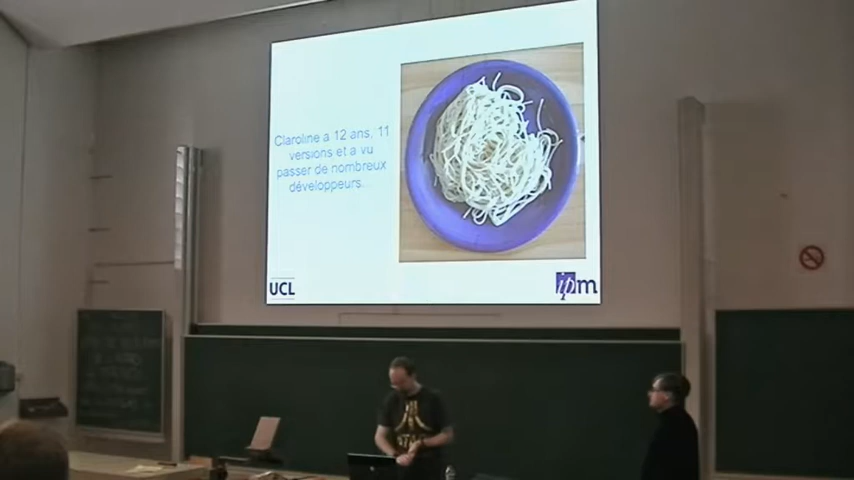 Claroline a 12 ans, 11
versions et a vu
passer de nombreux
développeurs.
UCL
ipm